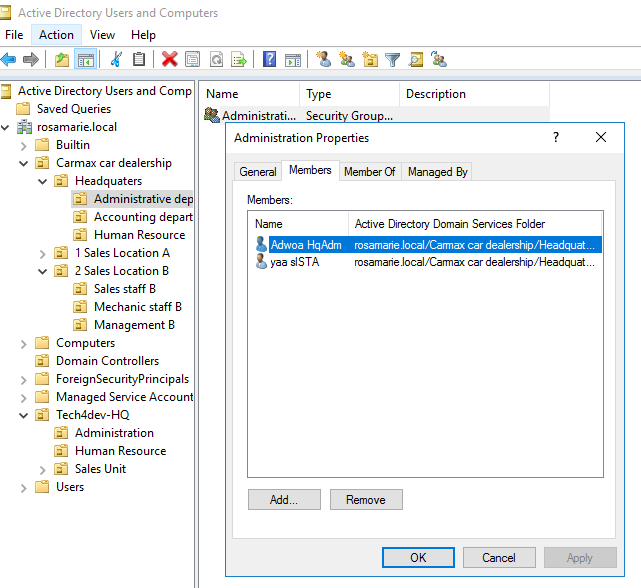 Active Directory Users and Computers
File Action View Help
Active Directory Users and Comp
Saved Queries
rosamarie.local
Builtin
Carmax car dealership
Headquaters
Administrative dep
Accounting depart
Human Resource
1 Sales Location A
2 Sales Location B
Sales staff B
Mechanic staff B
Management B
Computers
Domain Controllers
ForeignSecurityPrincipals
Managed Service Account
Tech4dev-HQ
Administration
Human Resource
Sales Unit
Users
Name Type Description
Administrati... Security Group...
Administration Properties
General Members Member Of Managed By
Members:
Name Active Directory Domain Services Folder
Adwoa HqAdm rosamarie.local/Carmax car dealership/Headquat...
yaa slSTA rosamarie.local/Carmax car dealership/Headquat...
Add... Remove
OK Cancel Apply